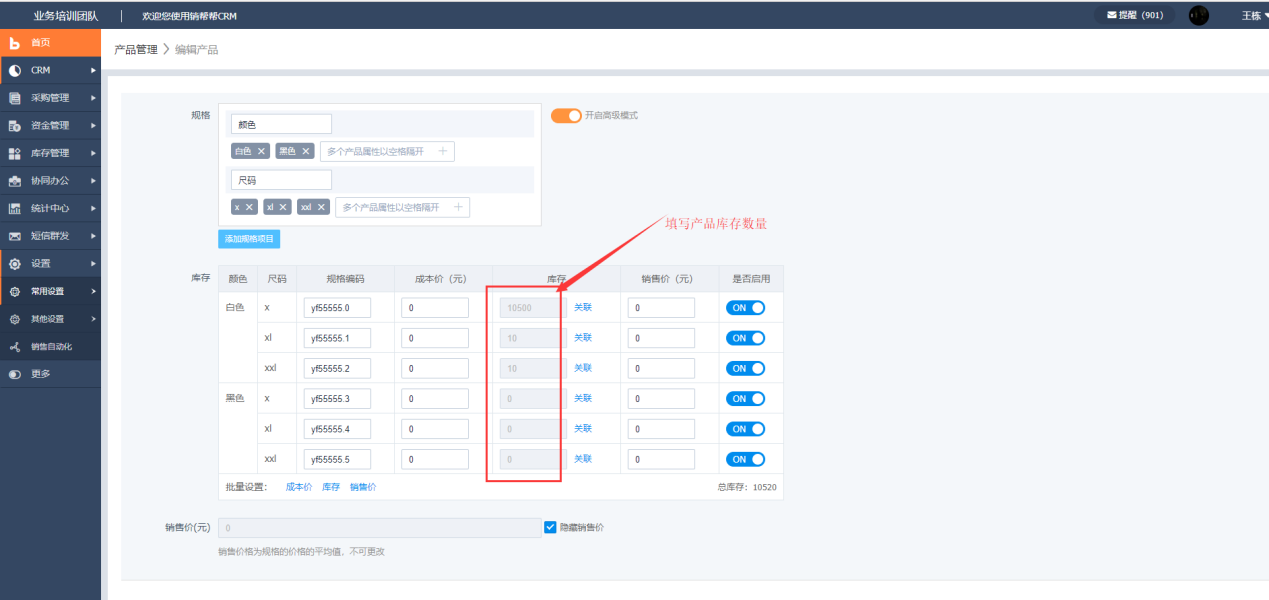 业务培训团队 欢迎您使用销帮帮CRM 提醒 (901) 王栋
首页
产品管理 编辑产品
CRM
采购管理
资金管理
库存管理
协同办公
统计中心
短信群发
设置
常用设置
其他设置
销售自动化
更多
规格 颜色 开启高级模式
白色 黑色 多个产品属性以空格隔开
尺码
x xl xxl 多个产品属性以空格隔开
添加规格项目
填写产品库存数量
库存 颜色 尺码 规格编码 成本价（元） 库存 销售价（元） 是否启用
白色 x yf55555.0 0 10500 关联 0 ON
xl yf55555.1 0 10 关联 0 ON
xxl yf55555.2 0 10 关联 0 ON
黑色 x yf55555.3 0 0 关联 0 ON
xl yf55555.4 0 0 关联 0 ON
xxl yf55555.5 0 0 关联 0 ON
批量设置： 成本价 库存 销售价 总库存：10520
销售价(元) 0 隐藏销售价
销售价格为规格的价格的平均值，不可更改